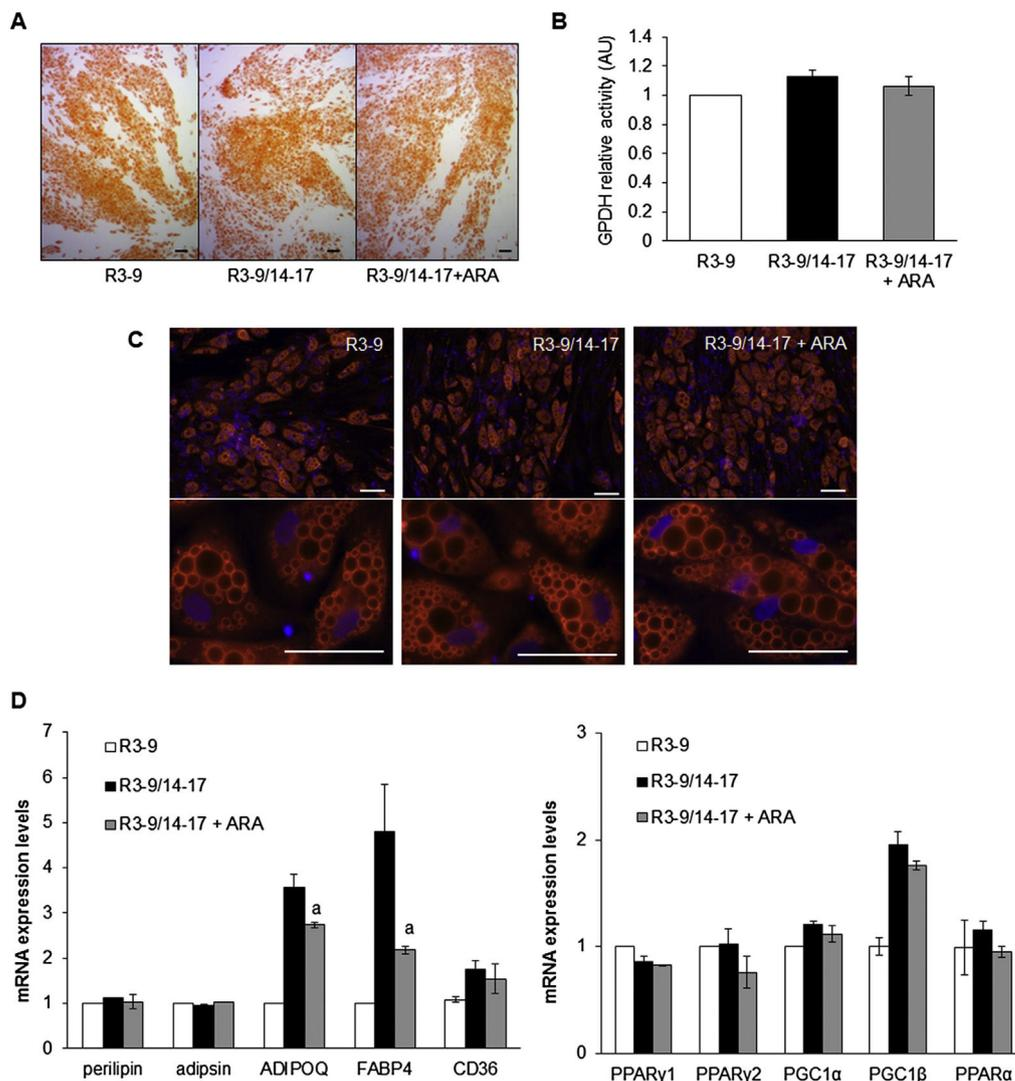 A
R3-9
R3-9/14-17
R3-9/14-17+ARA
B
GPDH relative activity (AU)
1.4
1.2
1
0.8
0.6
0.4
0.2
0
R3-9
R3-9/14-17
R3-9/14-17
+ ARA
C
R3-9
R3-9/14-17
R3-9/14-17 + ARA
D
mRNA expression levels
7
6
5
4
3
2
1
0
R3-9
R3-9/14-17
R3-9/14-17 + ARA
a
a
perilipin
adipsin
ADIPOQ
FABP4
CD36
mRNA expression levels
3
2
1
0
R3-9
R3-9/14-17
R3-9/14-17 + ARA
PPARγ1
PPARγ2
PGC1α
PGC1ß
PPARα